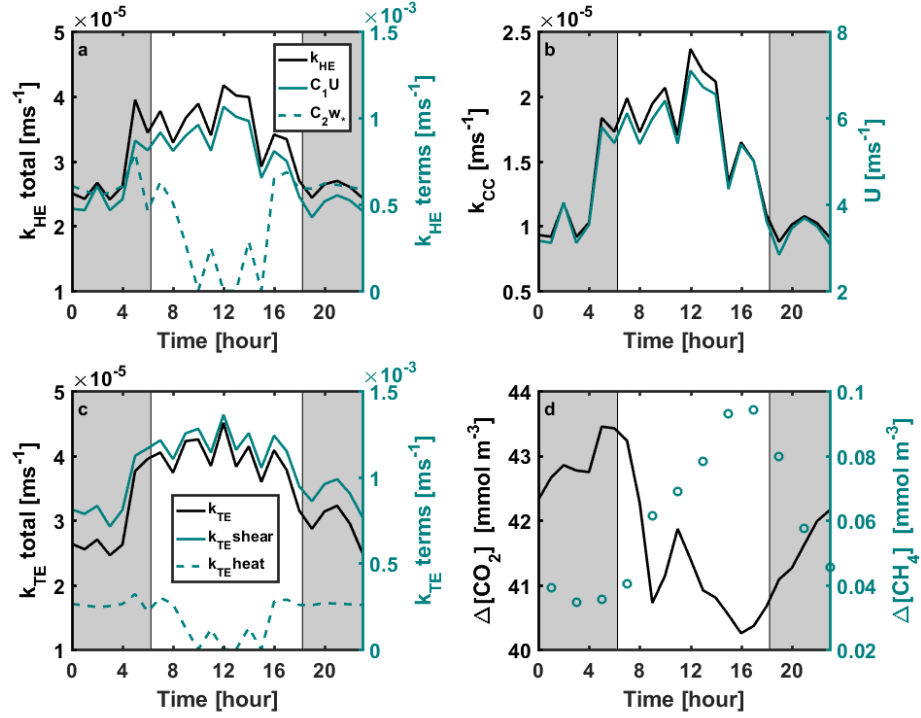 ×10⁻⁵
×10⁻³
a
5
4
3
2
1
1.5
1
0.5
0
k_HE total [ms⁻¹]
k_HE terms [ms⁻¹]
k_HE
C₁U
C₂w*
0 4 8 12 16 20
Time [hour]
×10⁻⁵
b
2.5
2
1.5
1
0.5
8
6
4
2
k_CC [ms⁻¹]
U [ms⁻¹]
0 4 8 12 16 20
Time [hour]
×10⁻⁵
×10⁻³
c
5
4
3
2
1
1.5
1
0.5
0
k_TE total [ms⁻¹]
k_TE terms [ms⁻¹]
k_TE
k_TE shear
k_TE heat
0 4 8 12 16 20
Time [hour]
d
44
43
42
41
40
0.1
0.08
0.06
0.04
0.02
Δ[CO₂] [mmol m⁻³]
Δ[CH₄] [mmol m⁻³]
0 4 8 12 16 20
Time [hour]